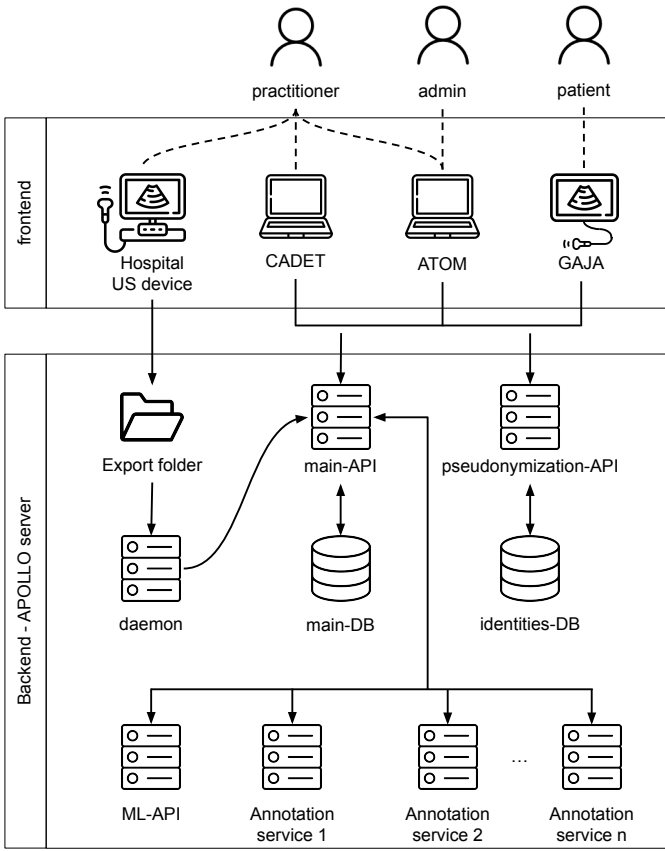 practitioner
admin
patient
frontend
Hospital
US device
CADET
ATOM
GAJA
Backend - APOLLO server
Export folder
main-API
pseudonymization-API
daemon
main-DB
identities-DB
...
ML-API
Annotation
service 1
Annotation
service 2
Annotation
service n